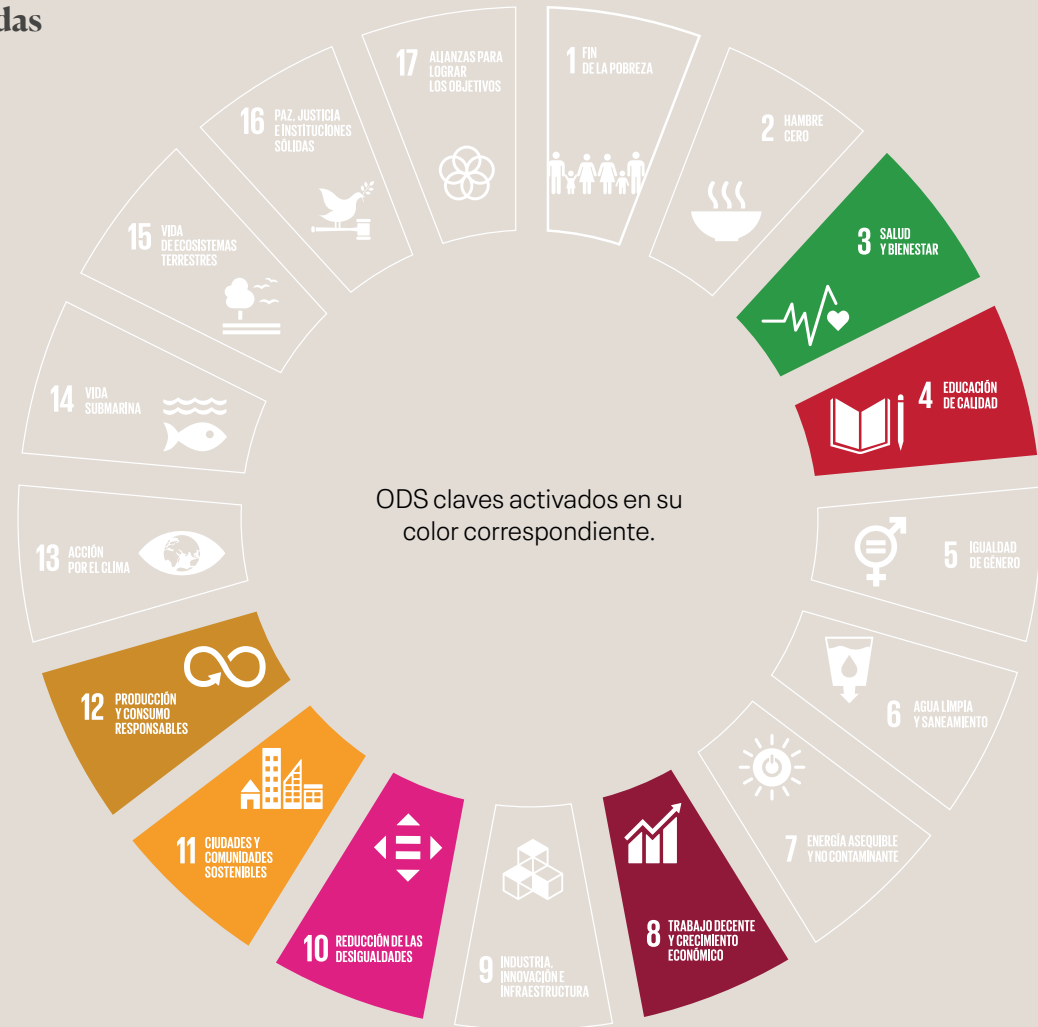 das
1 FIN
DE LA POBREZA
2 HAMBRE
CERO
3 SALUD
Y BIENESTAR
4 EDUCACIÓN
DE CALIDAD
5 IGUALDAD
DE GÉNERO
6 AGUA LIMPIA
Y SANEAMIENTO
7 ENERGÍA ASEQUIBLE
Y NO CONTAMINANTE
8 TRABAJO DECENTE
Y CRECIMIENTO
ECONÓMICO
9 INDUSTRIA,
INNOVACIÓN E
INFRAESTRUCTURA
10 REDUCCIÓN DE LAS
DESIGUALDADES
11 CIUDADES Y
COMUNIDADES
SOSTENIBLES
12 PRODUCCIÓN
Y CONSUMO
RESPONSABLES
13 ACCIÓN
POR EL CLIMA
14 VIDA
SUBMARINA
15 VIDA
DE ECOSISTEMAS
TERRESTRES
16 PAZ, JUSTICIA
E INSTITUCIONES
SÓLIDAS
17 ALIANZAS PARA
LOGRAR
LOS OBJETIVOS
ODS claves activados en su
color correspondiente.